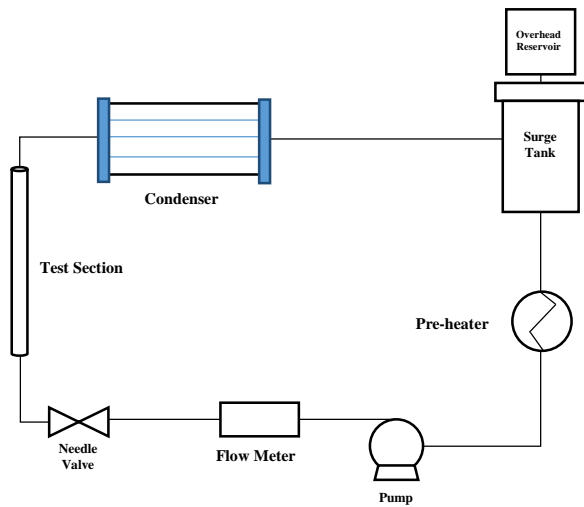 Overhead
Reservoir
Surge
Tank
Condenser
Test Section
Pre-heater
Needle
Valve
Flow Meter
Pump